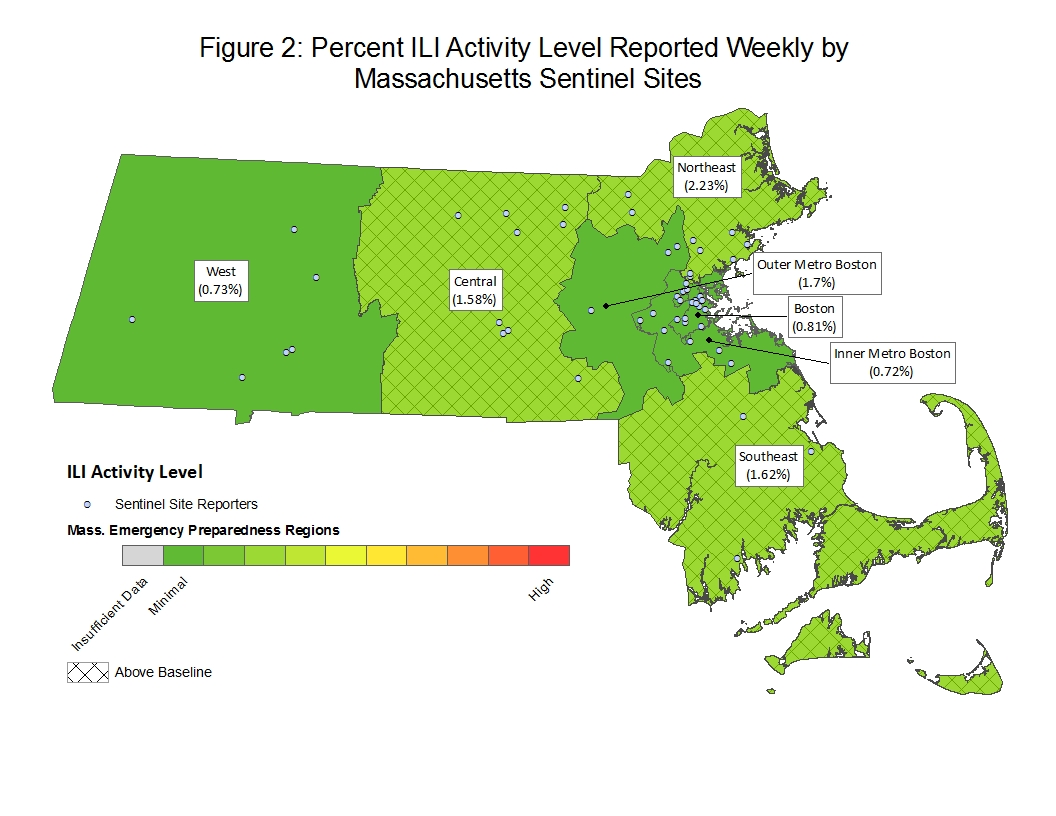 Figure 2: Percent ILI Activity Level Reported Weekly by
Massachusetts Sentinel Sites
Northeast
(2.23%)
Outer Metro Boston
(1.7%)
West
(0.73%)
Central
(1.58%)
Boston
(0.81%)
Inner Metro Boston
(0.72%)
Southeast
(1.62%)
ILI Activity Level
Sentinel Site Reporters
Mass. Emergency Preparedness Regions
Insufficient Data
Minimal
High
Above Baseline